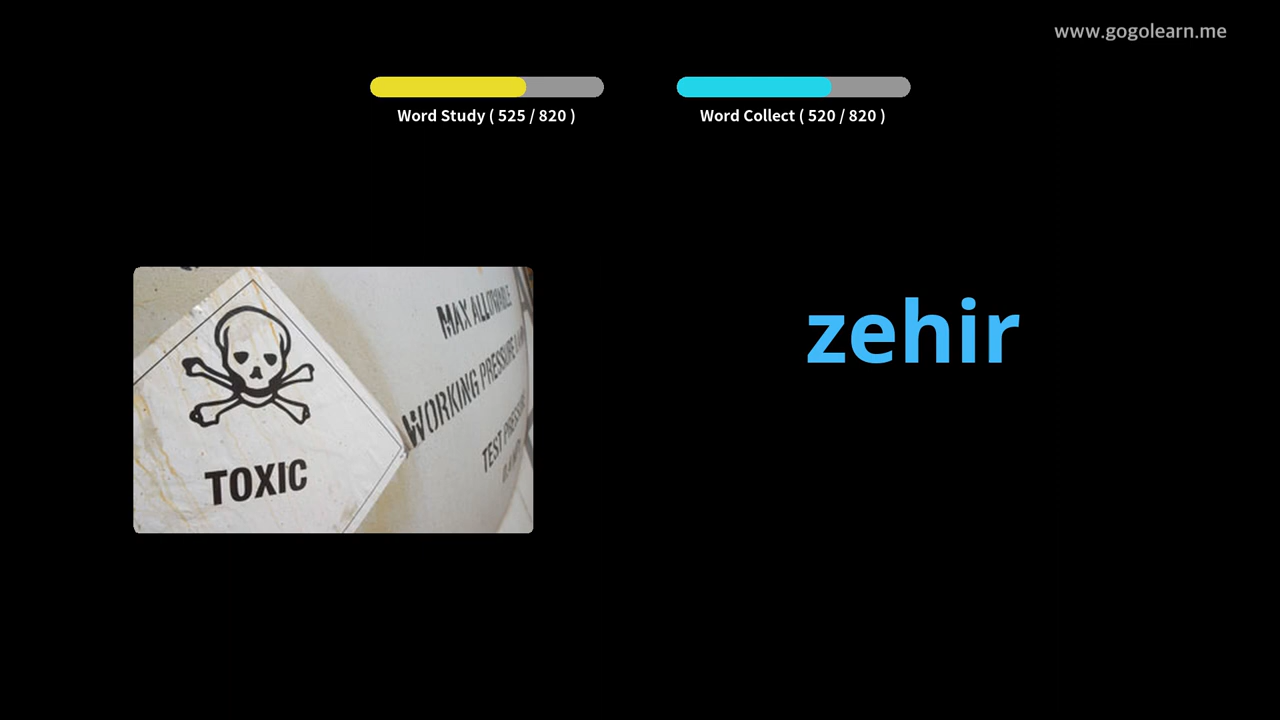 www.gogolearn.me
Word Study ( 525 / 820 )
Word Collect ( 520 / 820 )
zehir
MAX ALLOWABLE
WORKING PRESSURE
TEST PRESSURE
TOXIC